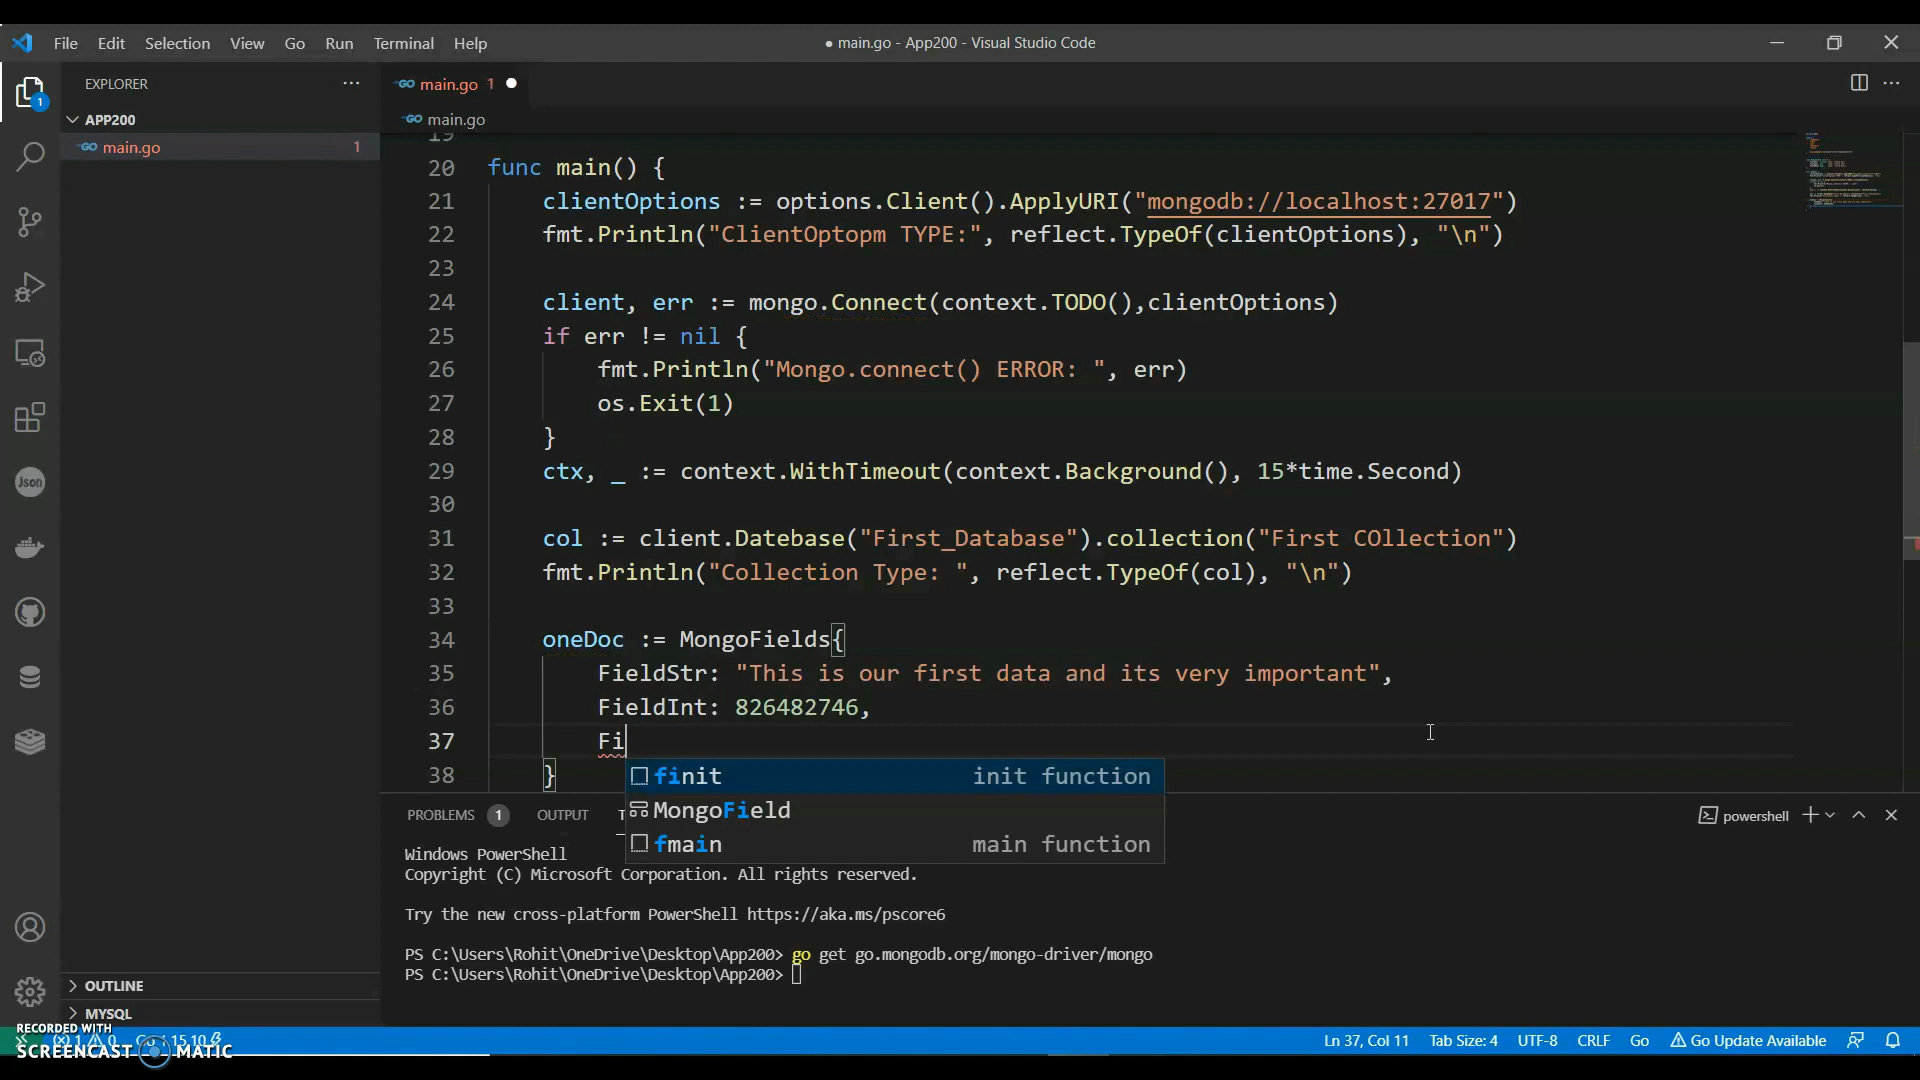 File Edit Selection View Go Run Terminal Help
● main.go - App200 - Visual Studio Code
EXPLORER
main.go 1
APP200
main.go
main.go 1
19
20 func main() {
21 clientOptions := options.Client().ApplyURI("mongodb://localhost:27017")
22 fmt.Println("ClientOptopm TYPE:", reflect.TypeOf(clientOptions), "\n")
23
24 client, err := mongo.Connect(context.TODO(),clientOptions)
25 if err != nil {
26 fmt.Println("Mongo.connect() ERROR: ", err)
27 os.Exit(1)
28 }
29 ctx, _ := context.WithTimeout(context.Background(), 15*time.Second)
30
31 col := client.Datebase("First_Database").collection("First COllection")
32 fmt.Println("Collection Type: ", reflect.TypeOf(col), "\n")
33
34 oneDoc := MongoFields{
35 FieldStr: "This is our first data and its very important",
36 FieldInt: 826482746,
37 Fi
38 }
finit init function
MongoField
fmain main function
PROBLEMS 1 OUTPUT
powershell
Windows PowerShell
Copyright (C) Microsoft Corporation. All rights reserved.
Try the new cross-platform PowerShell https://aka.ms/pscore6
PS C:\Users\Rohit\OneDrive\Desktop\App200> go get go.mongodb.org/mongo-driver/mongo
PS C:\Users\Rohit\OneDrive\Desktop\App200>
Json
1
OUTLINE
MYSQL
RECORDED WITH
SCREENCAST MATIC
Ln 37, Col 11 Tab Size: 4 UTF-8 CRLF Go Go Update Available